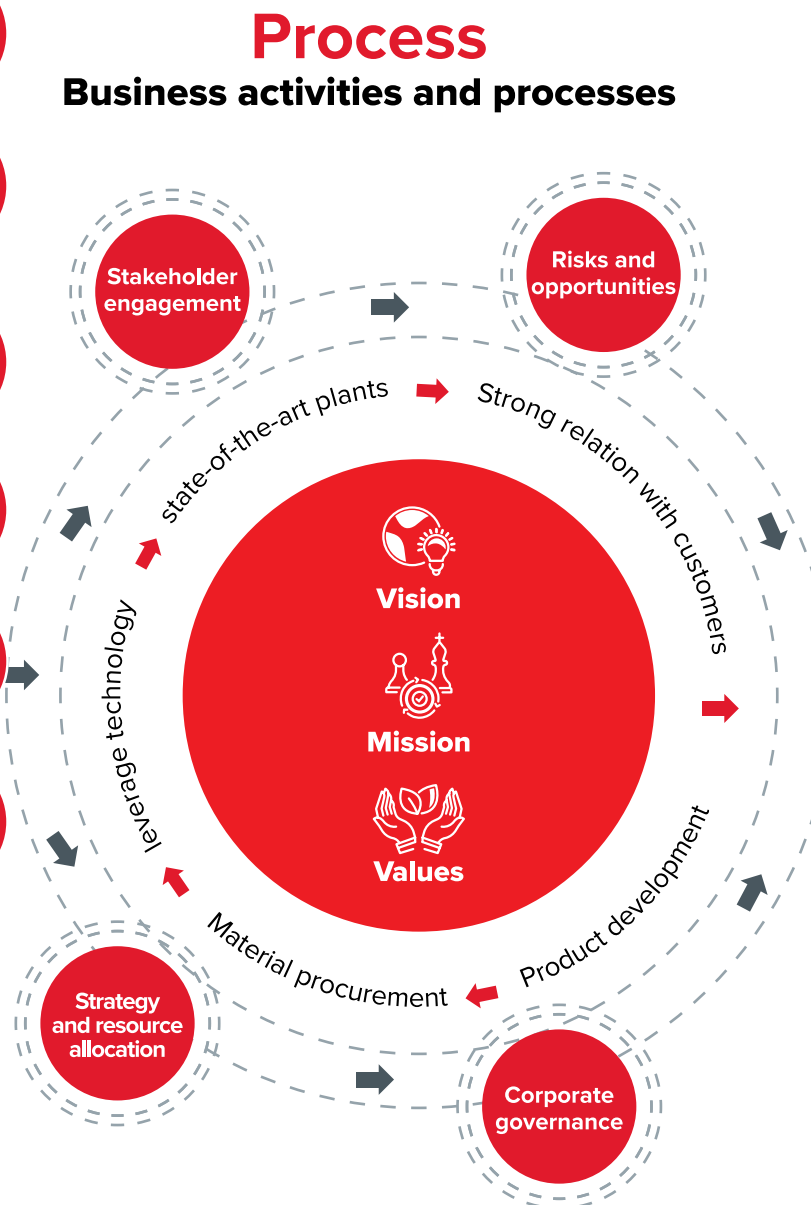 Process
Business activities and processes
Stakeholder
engagement
Risks and
opportunities
state-of-the-art plants
Strong relation with customers
leverage technology
Vision
Mission
Values
Product development
Material procurement
Strategy
and resource
allocation
Corporate
governance